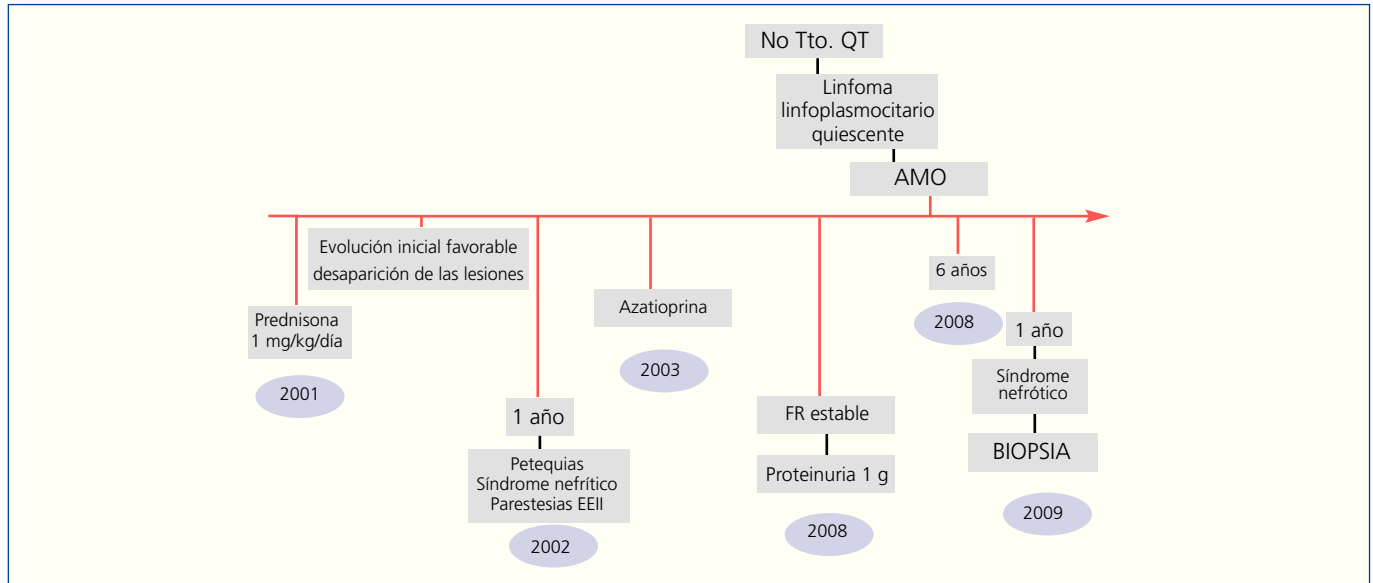 No Tto. QT
Linfoma
linfoplasmocitario
quiescente
AMO
Evolución inicial favorable
desaparición de las lesiones
Prednisona
1 mg/kg/día
2001
1 año
Petequias
Síndrome nefrítico
Parestesias EEII
2002
Azatioprina
2003
FR estable
Proteinuria 1 g
2008
6 años
2008
1 año
Síndrome
nefrótico
BIOPSIA
2009